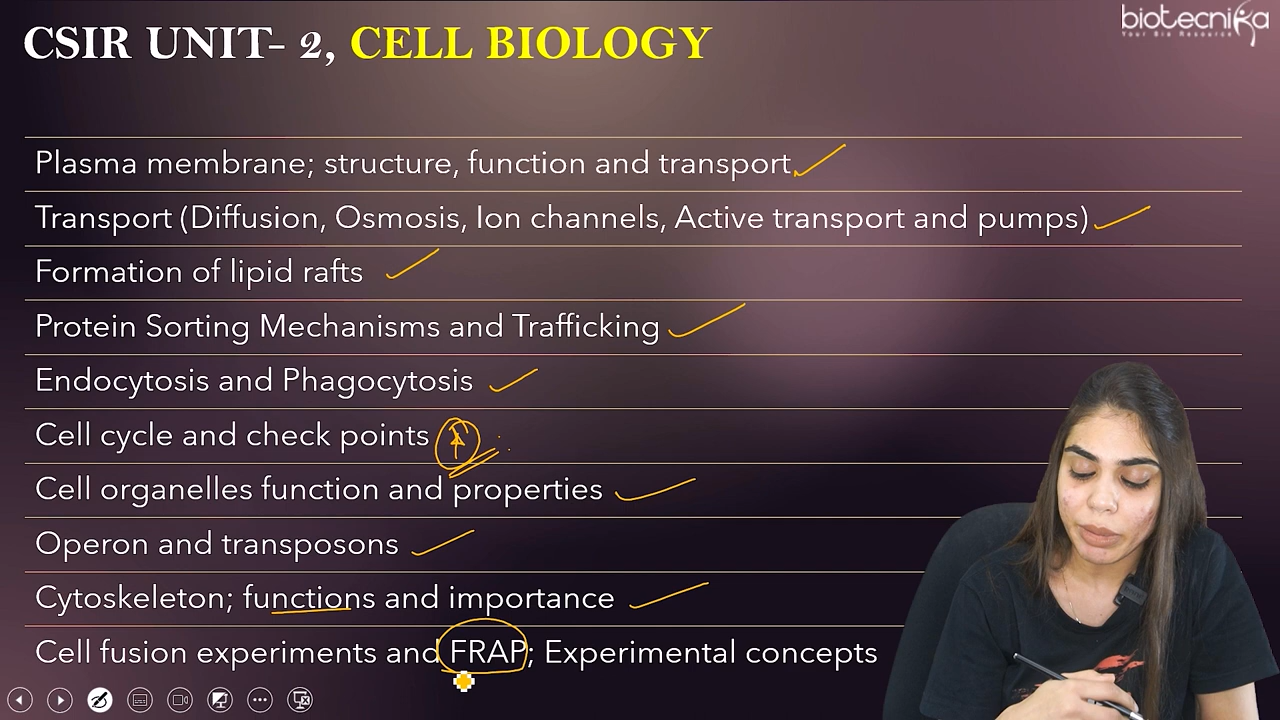 CSIR UNIT- 2, CELL BIOLOGY
biotecnika
Your Bio Resource
Plasma membrane; structure, function and transport
Transport (Diffusion, Osmosis, Ion channels, Active transport and pumps)
Formation of lipid rafts
Protein Sorting Mechanisms and Trafficking
Endocytosis and Phagocytosis
Cell cycle and check points
Cell organelles function and properties
Operon and transposons
Cytoskeleton; functions and importance
Cell fusion experiments and FRAP; Experimental concepts